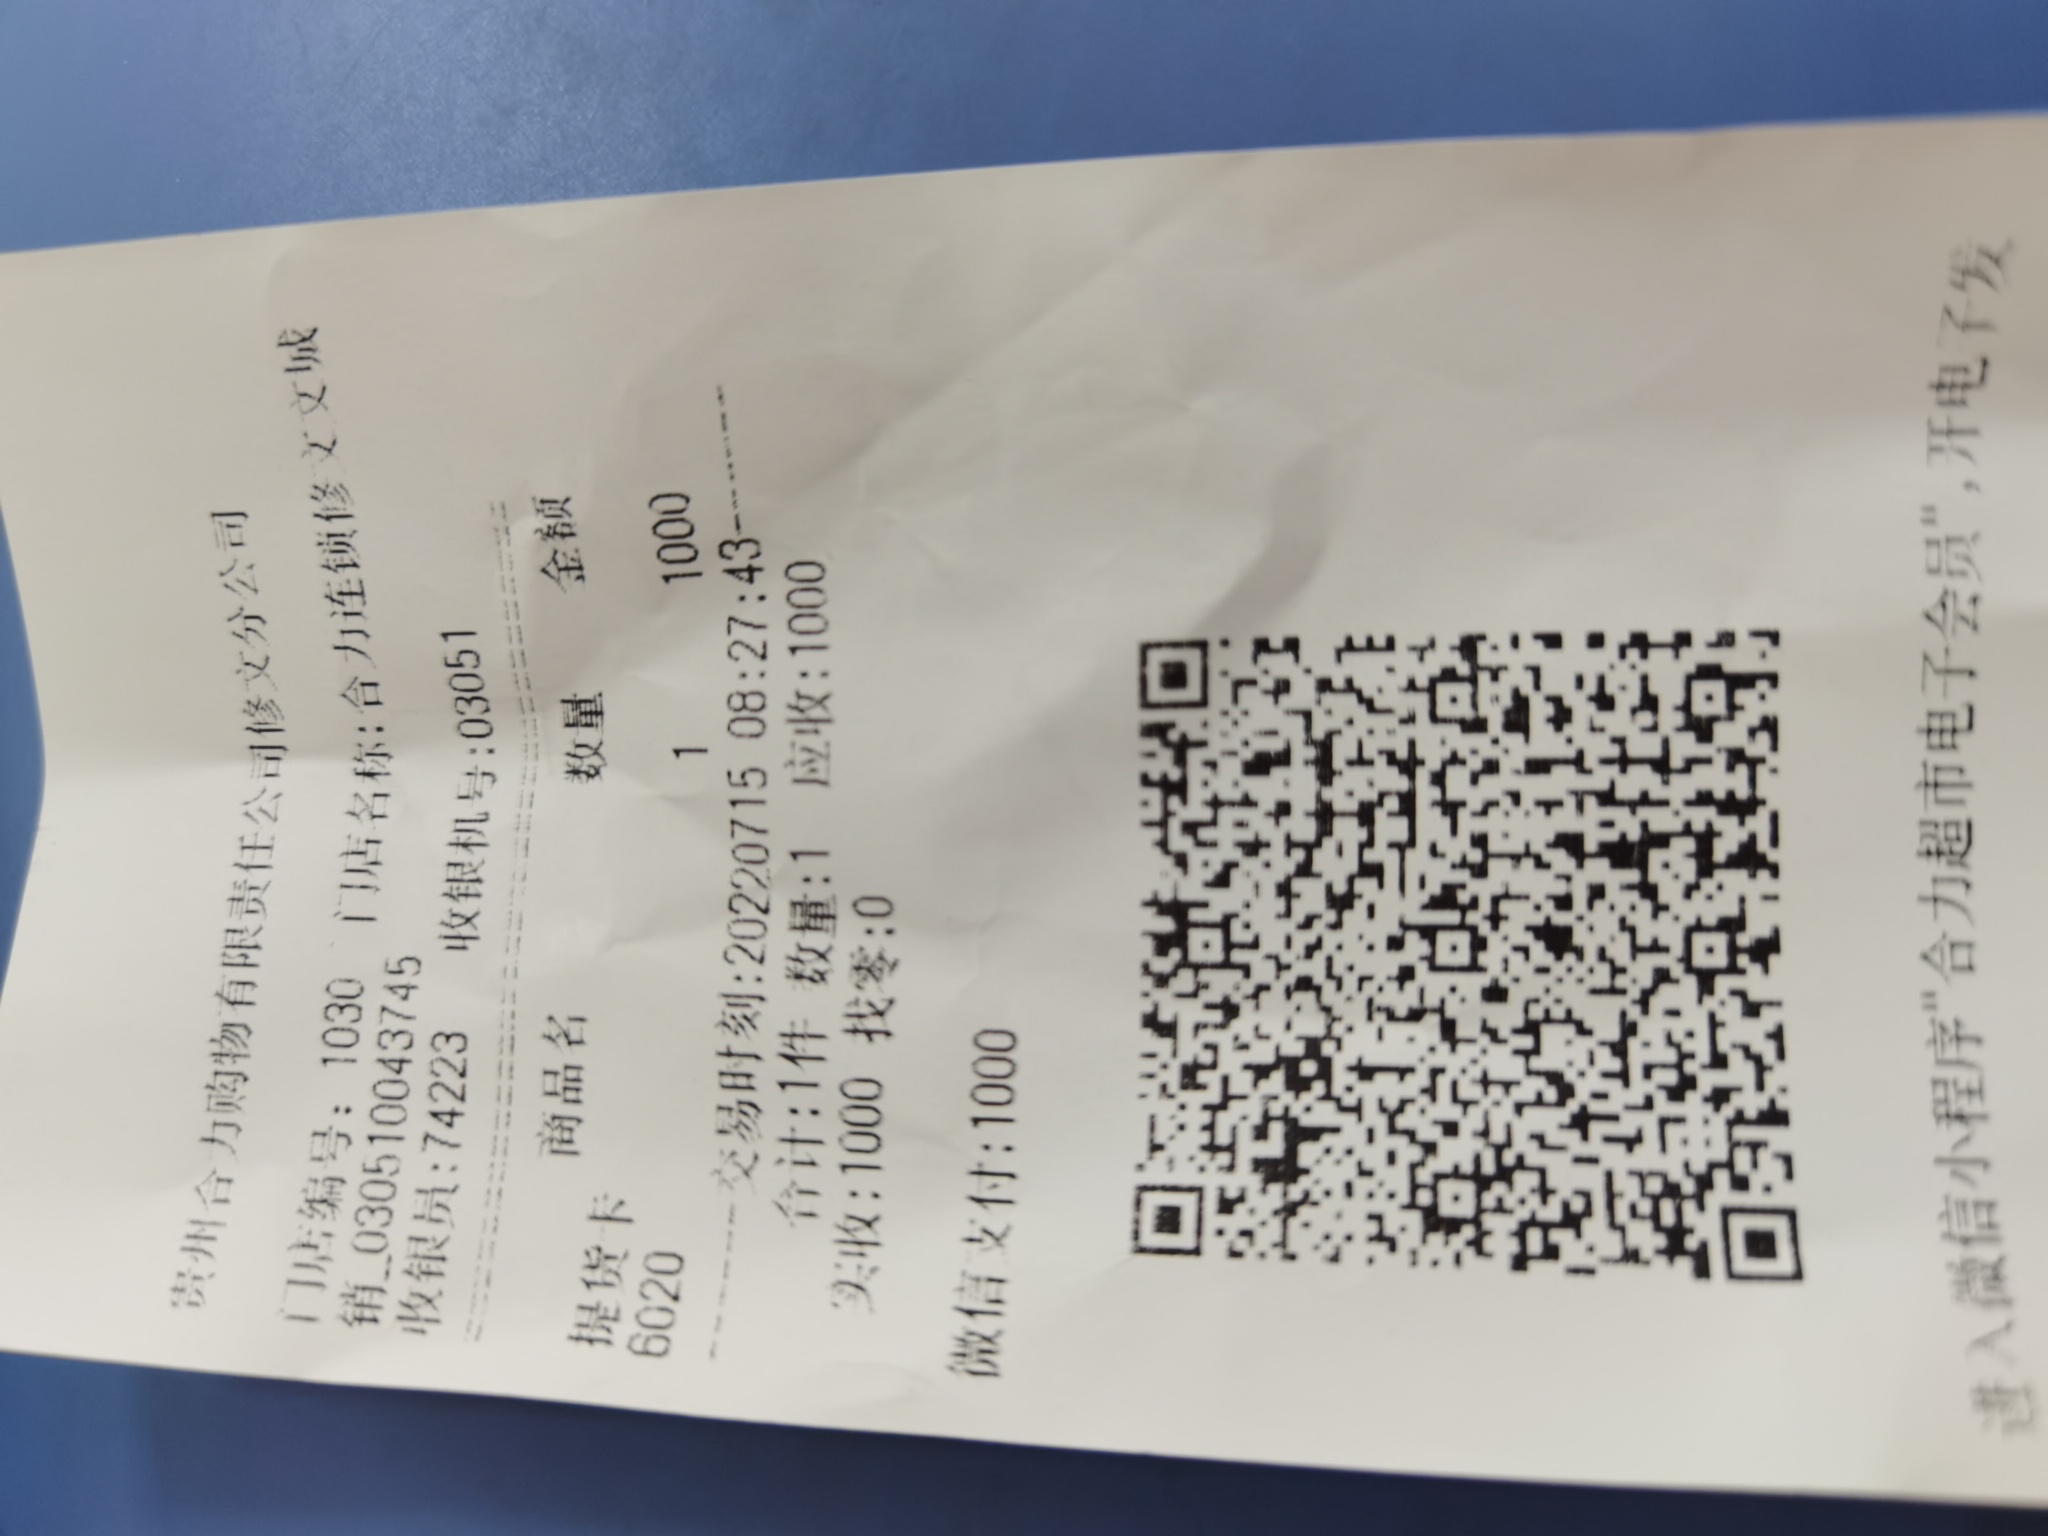 贵州合力购物有限责任公司修文分公司
门店编号: 1030 门店名称:合力连锁修文文城
销_03051004 3745
收银员:74223 收银机号:03051
商品名 数量 金额
提货卡
6020 1 1000
交易时刻:20220715 08:27:43
合计:1件 数量:1 应收:1000
实收:1000 找零:0
微信支付:1000
进入微信小程序"合力超市电子会员",开电子发